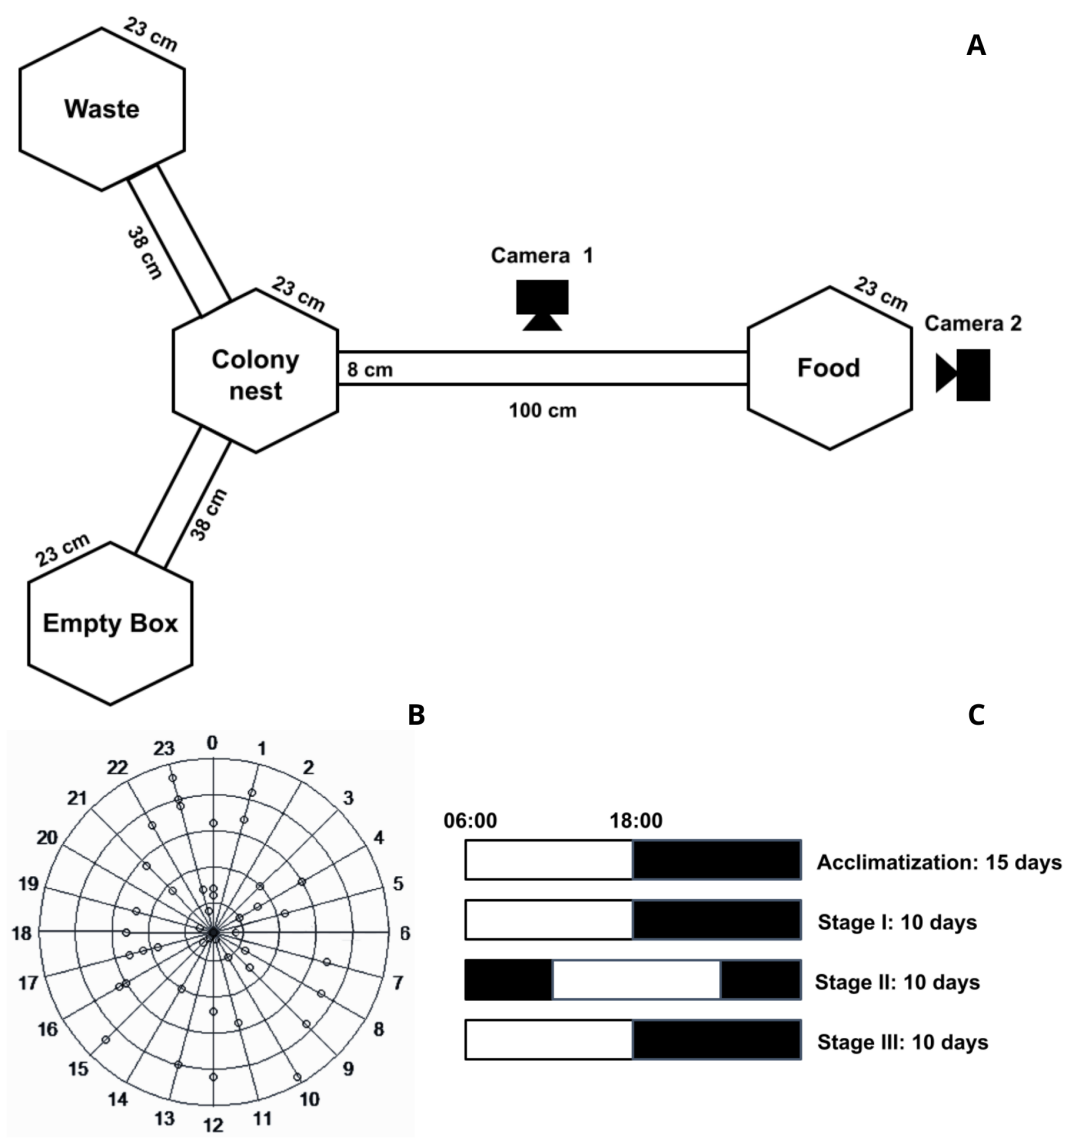 A
23 cm
Waste
38 cm
Camera 1
23 cm
23 cm
Camera 2
Colony
nest
8 cm
Food
100 cm
38 cm
23 cm
Empty Box
B
0
1
2
3
4
5
6
7
8
9
10
11
12
13
14
15
16
17
18
19
20
21
22
23
C
06:00 18:00
Acclimatization: 15 days
Stage I: 10 days
Stage II: 10 days
Stage III: 10 days